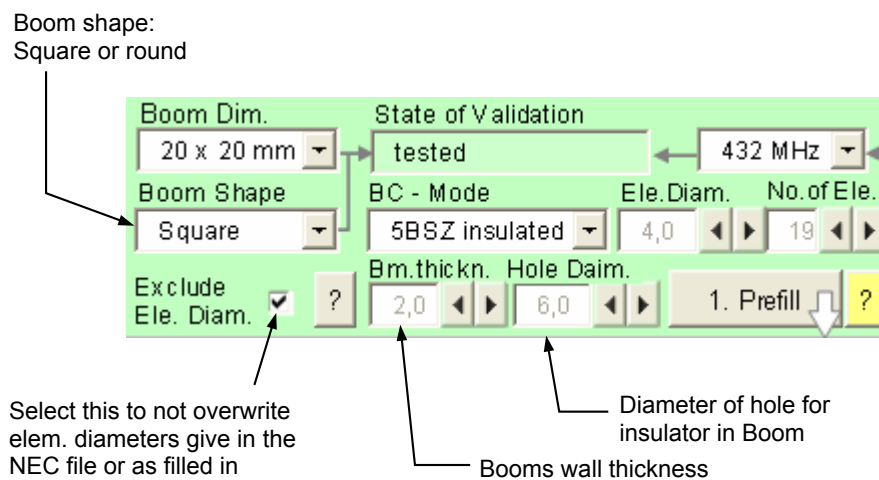 Boom shape:
Square or round
Boom Dim.
State of Validation
20 x 20 mm
tested
432 MHz
Boom Shape
BC - Mode
Ele.Diam.
No.of Ele.
Square
5BSZ insulated
4,0
19
Exclude
Ele. Diam.
?
Bm.thickn.
Hole Daim.
2,0
6,0
1. Prefill
?
Select this to not overwrite
elem. diameters give in the
NEC file or as filled in
Diameter of hole for
insulator in Boom
Booms wall thickness